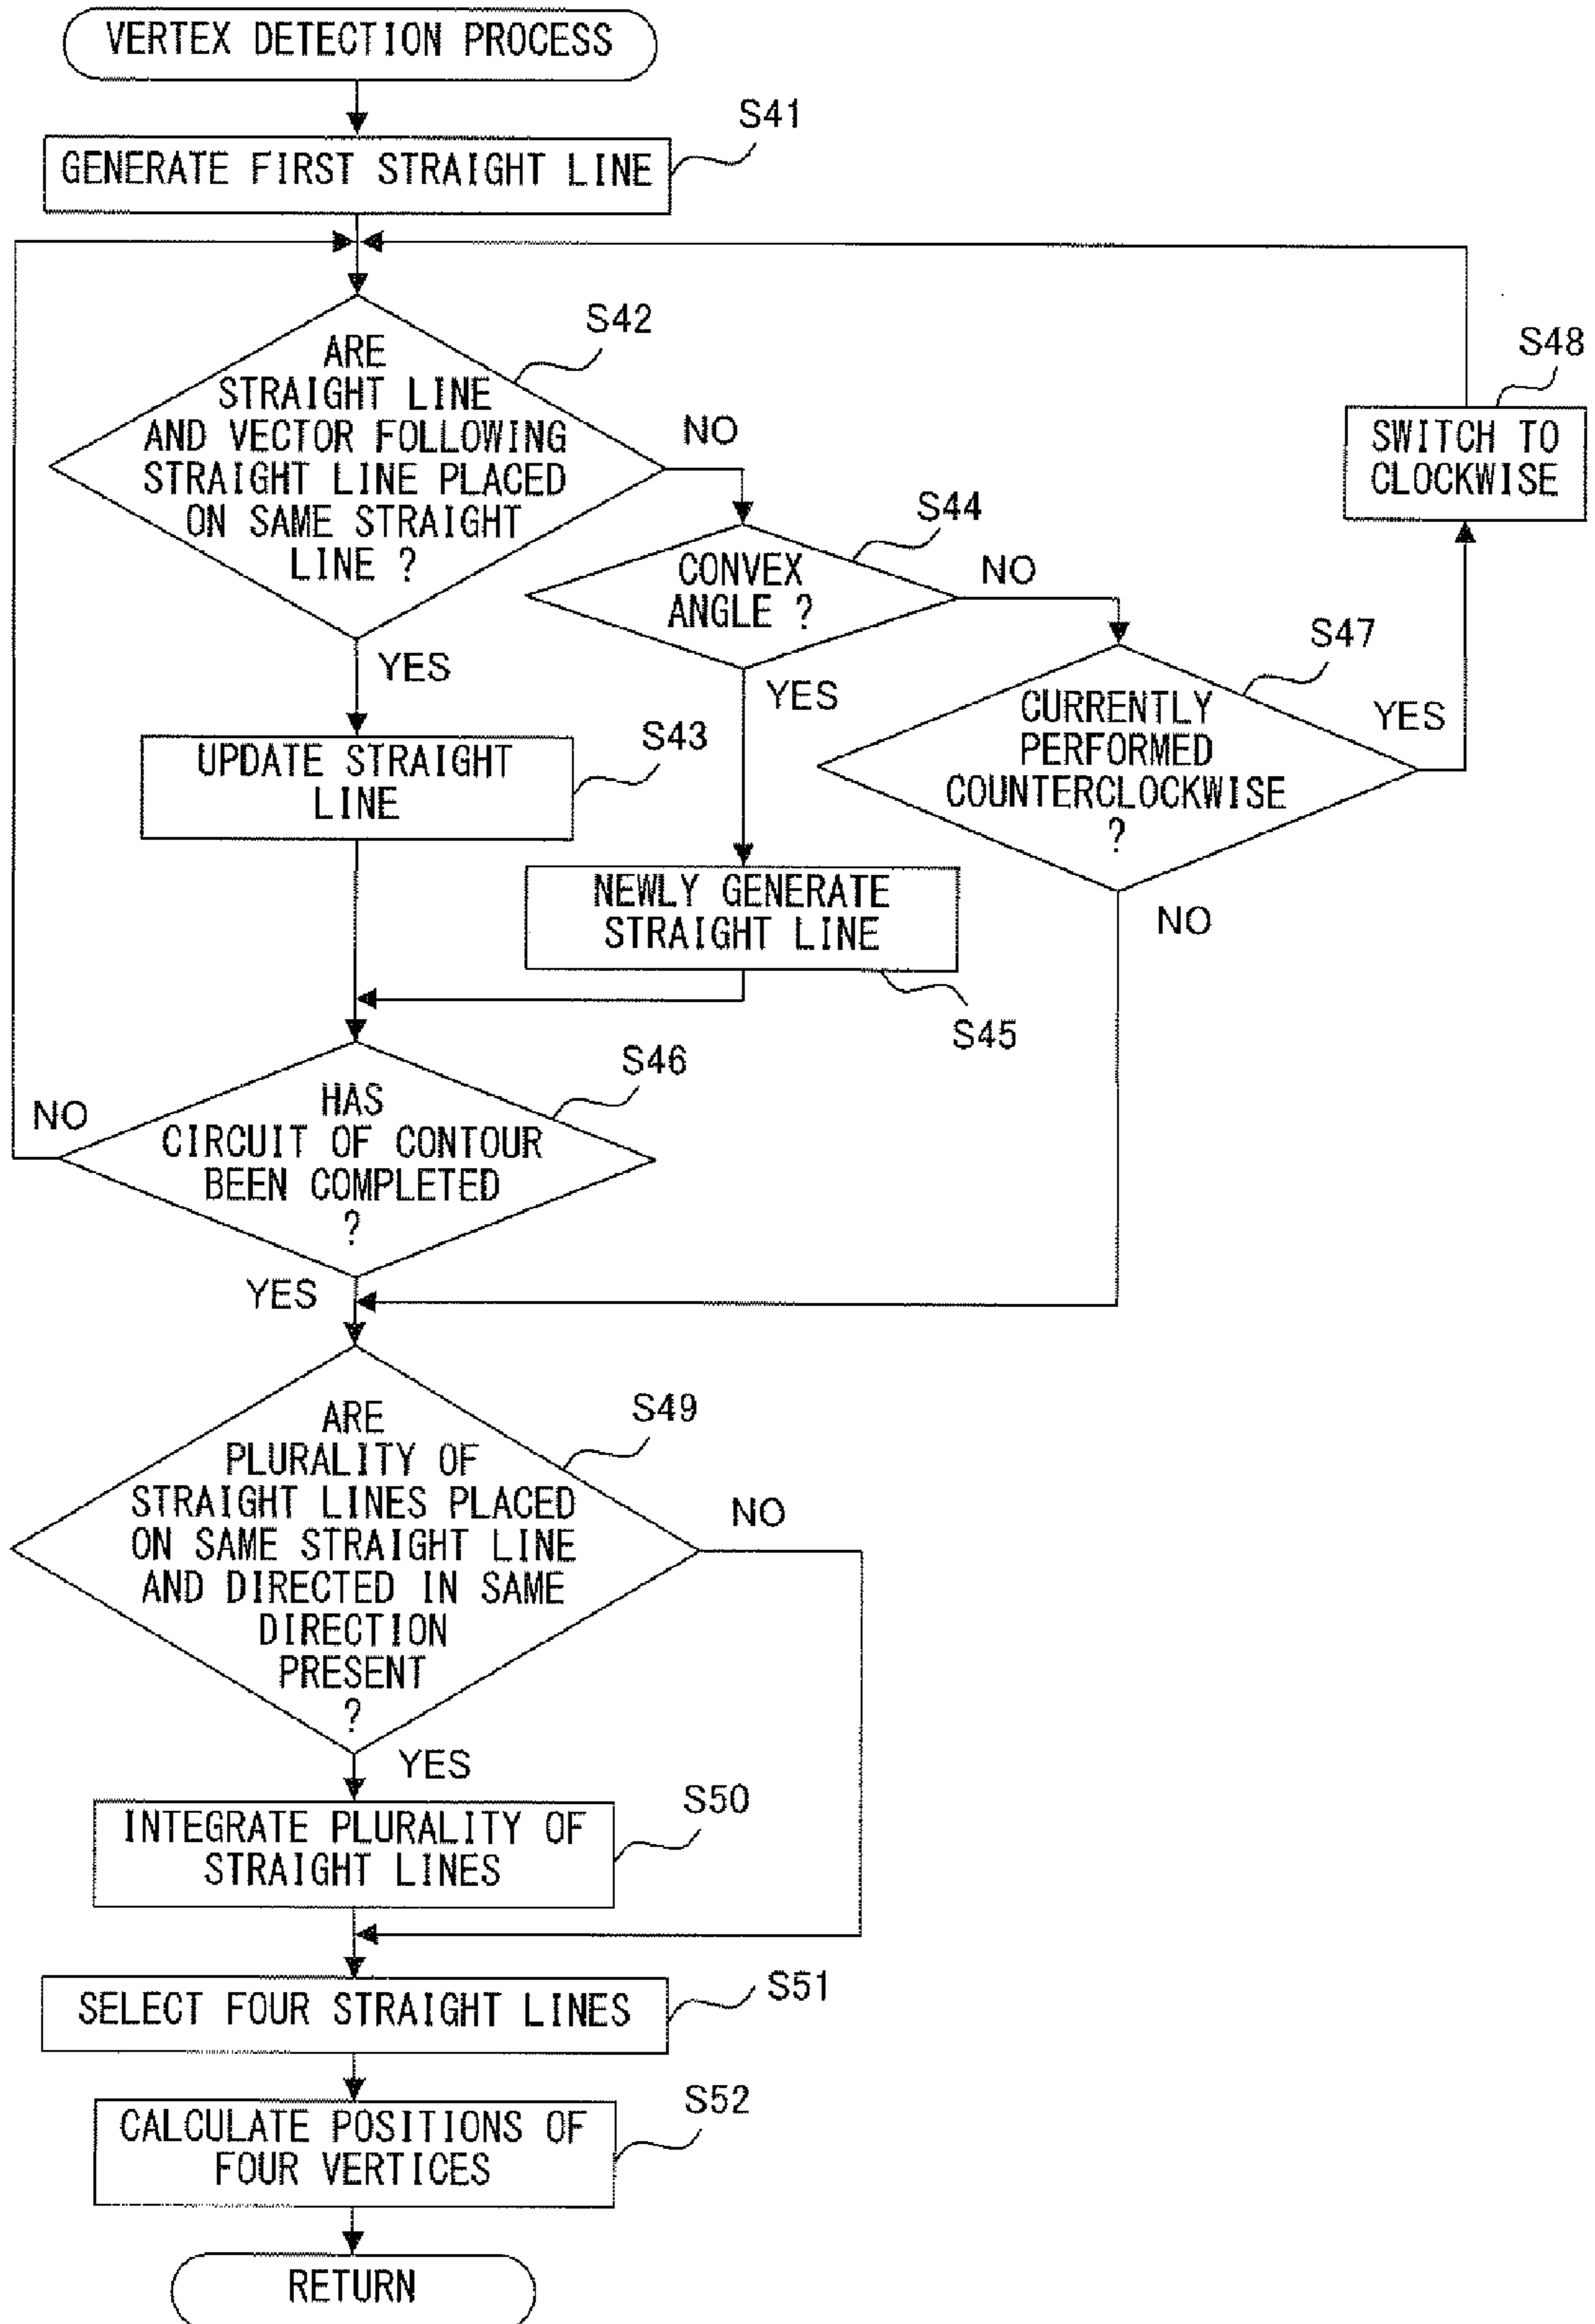 VERTEX DETECTION PROCESS
S41
GENERATE FIRST STRAIGHT LINE
S42
ARE
STRAIGHT LINE
AND VECTOR FOLLOWING
STRAIGHT LINE PLACED
ON SAME STRAIGHT
LINE ?
NO
YES
S48
SWITCH TO
CLOCKWISE
S44
CONVEX
ANGLE ?
NO
YES
S47
CURRENTLY
PERFORMED
COUNTERCLOCKWISE
?
YES
NO
S43
UPDATE STRAIGHT
LINE
NEWLY GENERATE
STRAIGHT LINE
S45
S46
HAS
CIRCUIT OF CONTOUR
BEEN COMPLETED
?
NO
YES
S49
ARE
PLURALITY OF
STRAIGHT LINES PLACED
ON SAME STRAIGHT LINE
AND DIRECTED IN SAME
DIRECTION
PRESENT
?
NO
YES
S50
INTEGRATE PLURALITY OF
STRAIGHT LINES
S51
SELECT FOUR STRAIGHT LINES
S52
CALCULATE POSITIONS OF
FOUR VERTICES
RETURN